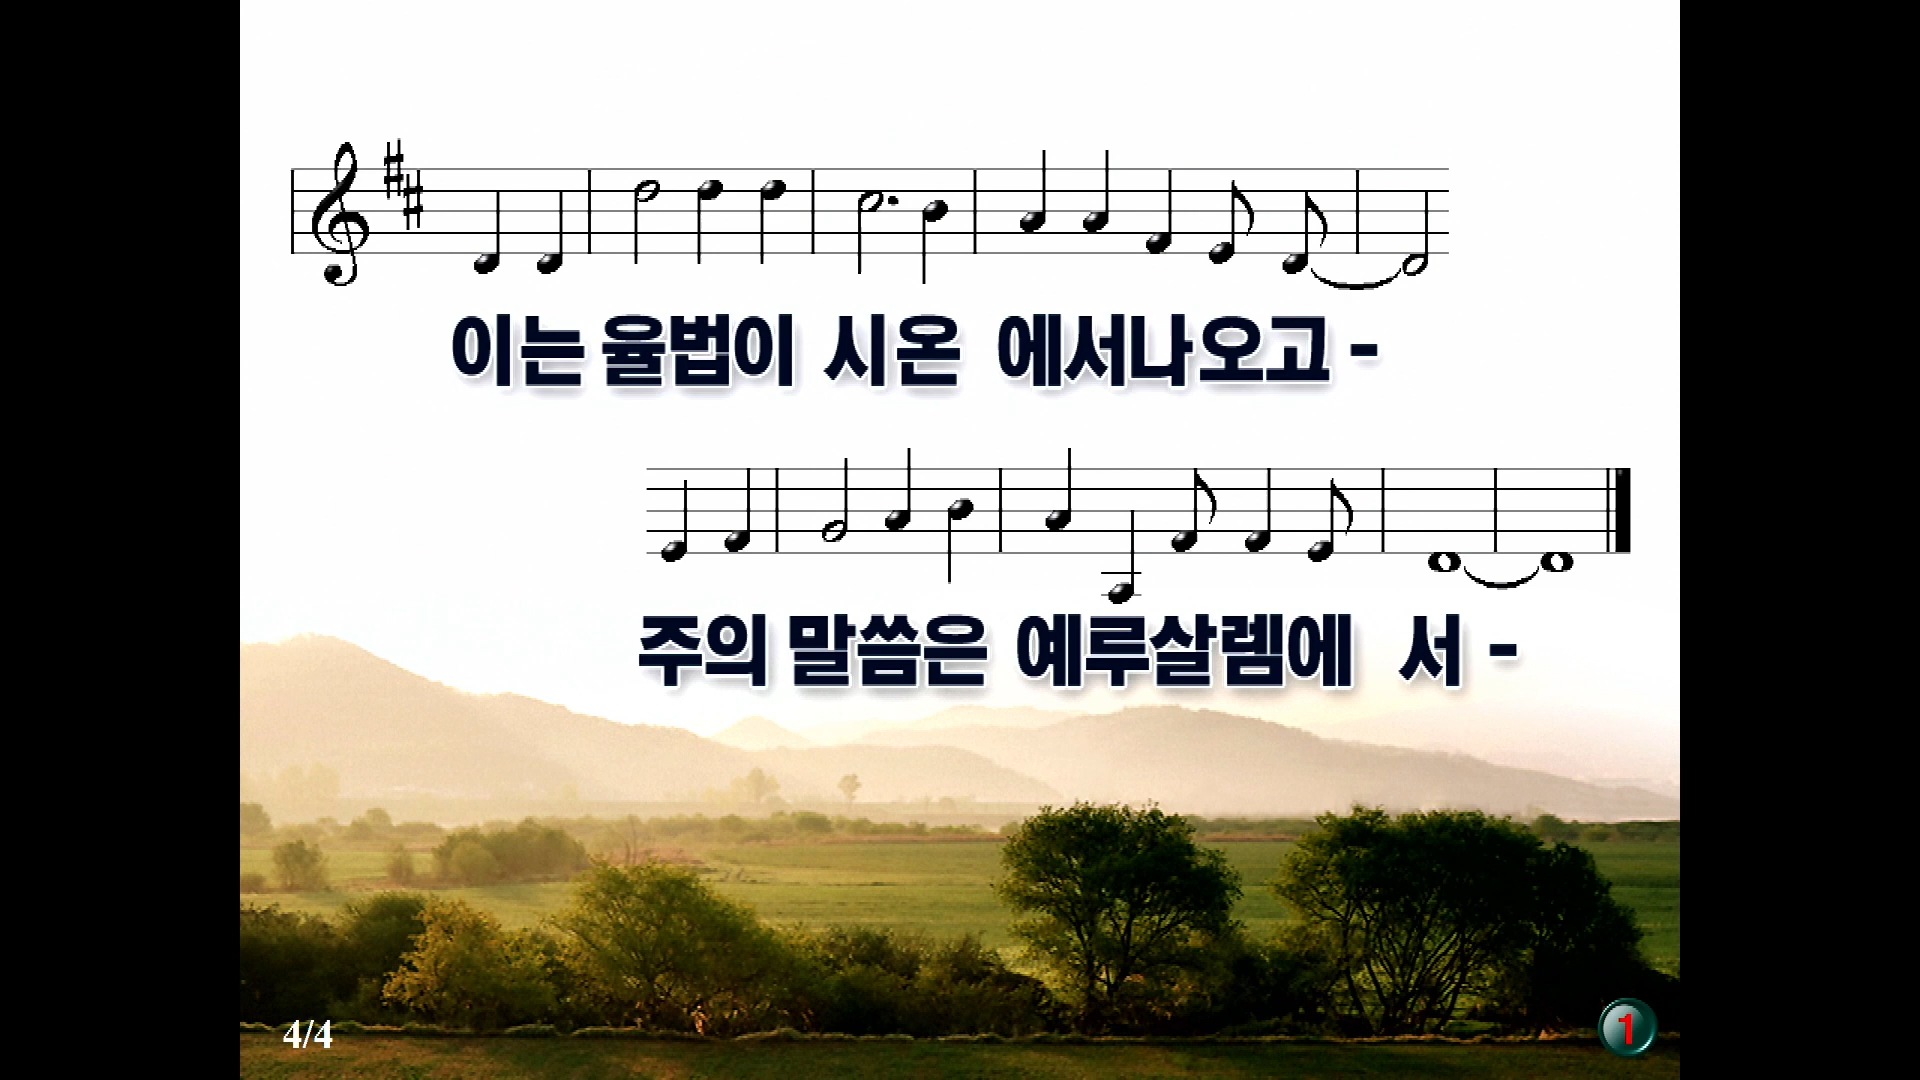 이는 율법이 시온 에서나오고 -
주의 말씀은 예루살렘에 서 -
4/4
1